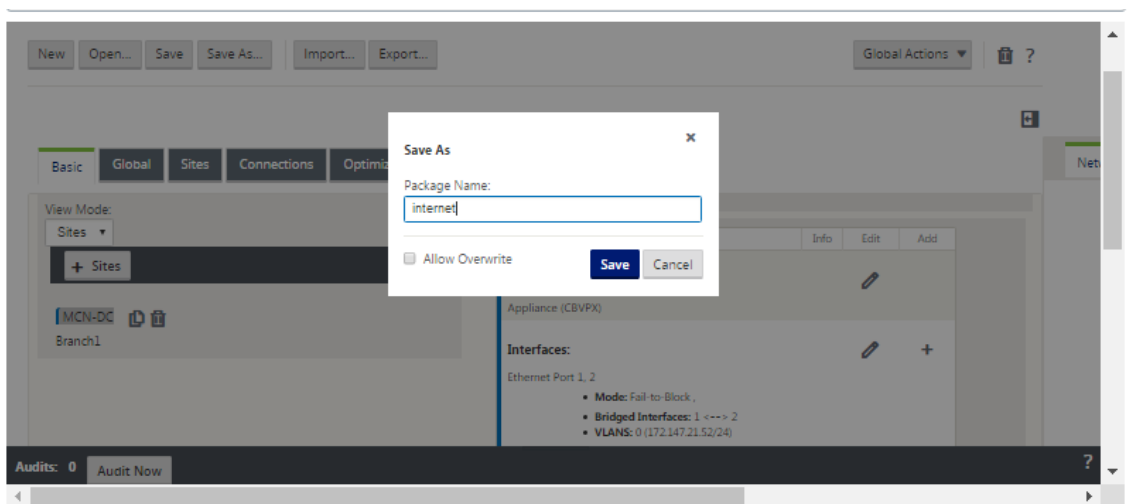 New Open... Save Save As... Import... Export... Global Actions ?
Save As
Package Name:
internet
Allow Overwrite
Save Cancel
Basic Global Sites Connections
View Mode:
Sites
+ Sites
Info Edit Add
MCN-DC
Branch1
Appliance (CBVPX)
Interfaces:
Ethernet Port 1, 2
• Mode: Fail-to-Block ,
• Bridged Interfaces: 1 <--> 2
• VLANS: 0 (172.147.21.52/24)
Audits: 0 Audit Now ?